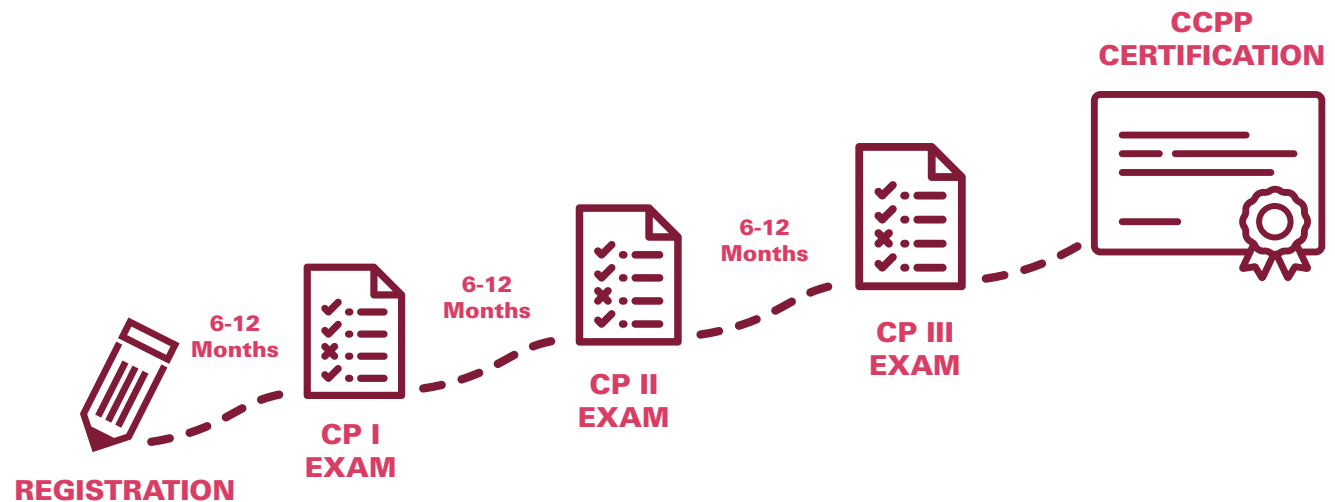 REGISTRATION
6-12
Months
CP I
EXAM
6-12
Months
CP II
EXAM
6-12
Months
CP III
EXAM
CCPP
CERTIFICATION